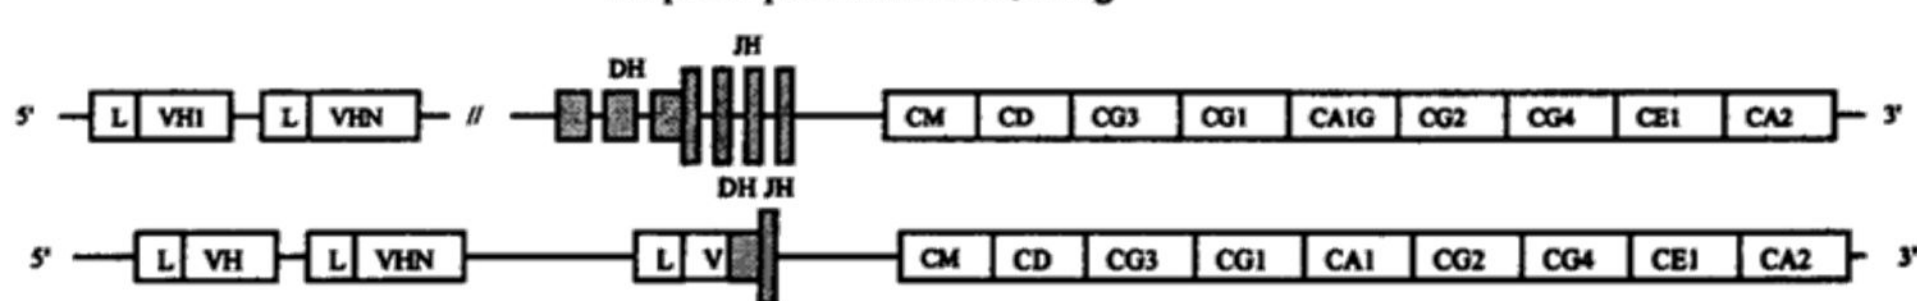 JH
DH
5' L VH1 L VHN // CM CD CG3 CG1 CA1G CG2 CG4 CE1 CA2 3'
DH JH
5' L VH L VHN L V CM CD CG3 CG1 CA1 CG2 CG4 CE1 CA2 3'